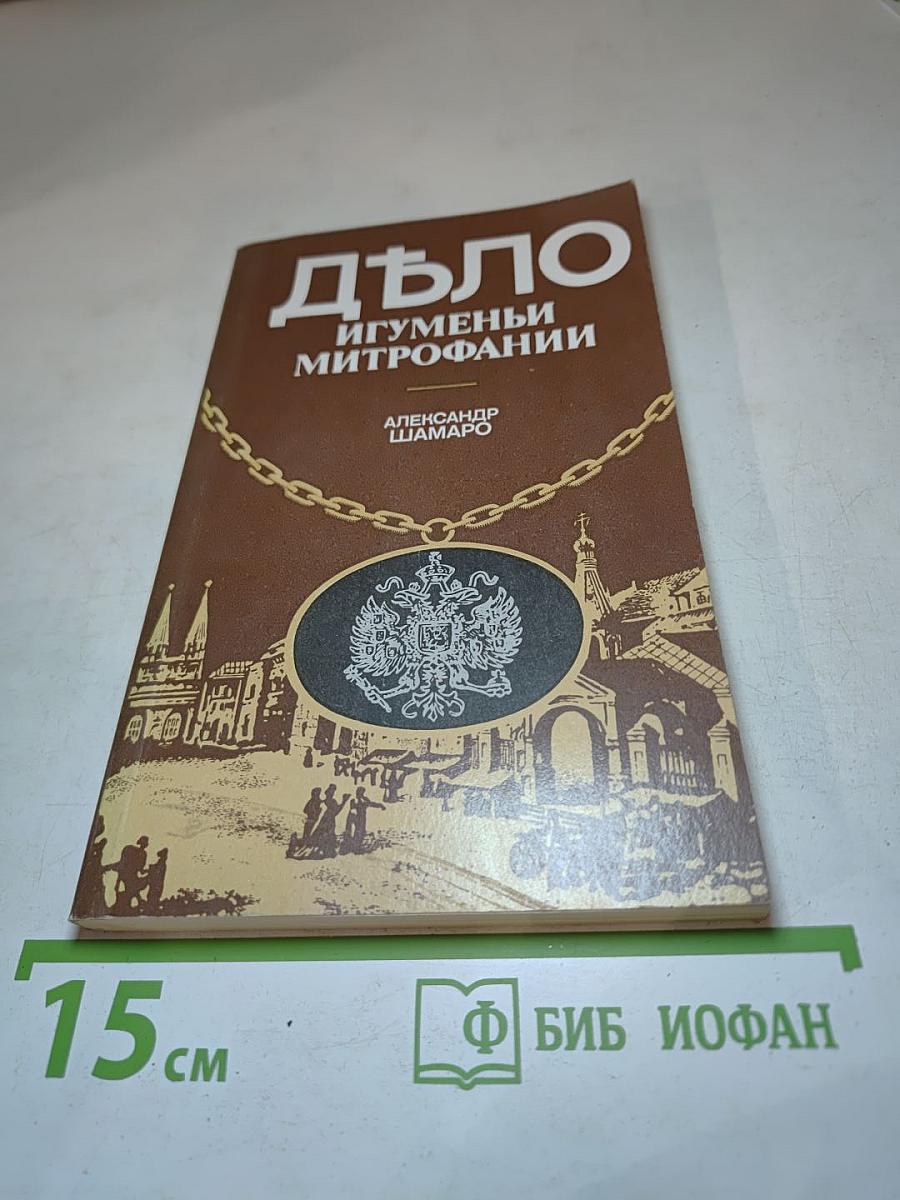 ДѢЛО
ИГУМЕНЬИ
МИТРОФАНИИ
АЛЕКСАНДР
ШАМАРО
15 см
Ф БИБ ИОФАН